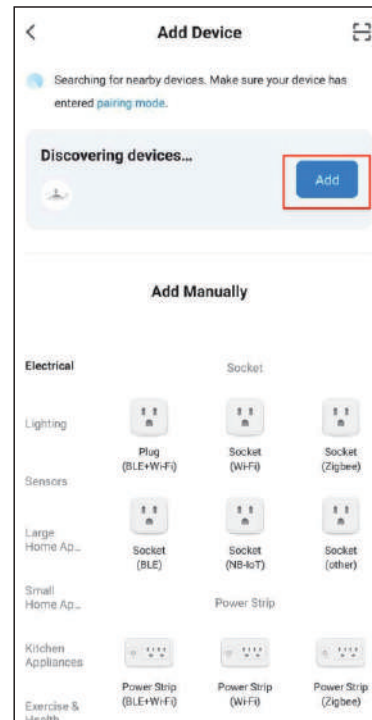 Add Device
Searching for nearby devices. Make sure your device has
entered pairing mode.
Discovering devices...
Add
Add Manually
Electrical
Socket
Lighting
Plug
(BLE+Wi-Fi)
Socket
(Wi-Fi)
Socket
(Zigbee)
Sensors
Large
Home Ap...
Socket
(BLE)
Socket
(NB-IoT)
Socket
(other)
Small
Home Ap...
Power Strip
Kitchen
Appliances
Power Strip
(BLE+Wi-Fi)
Power Strip
(Wi-Fi)
Power Strip
(Zigbee)
Exercise &
Health